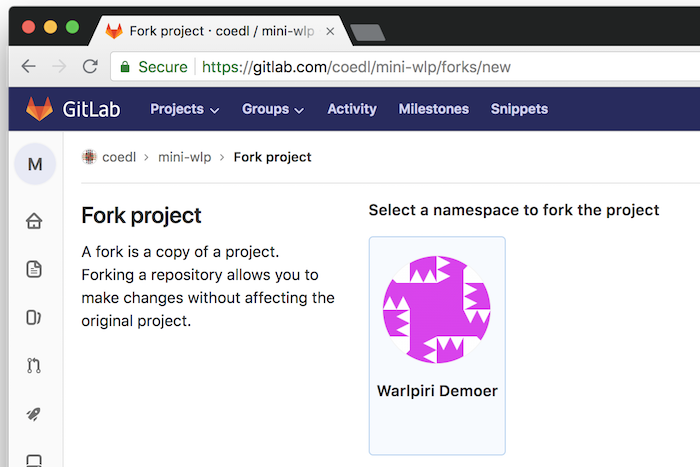 Fork project · coedl / mini-wlp
Secure https://gitlab.com/coedl/mini-wlp/forks/new
GitLab Projects Groups Activity Milestones Snippets
M
coedl > mini-wlp > Fork project
Fork project
A fork is a copy of a project.
Forking a repository allows you to
make changes without affecting the
original project.
Select a namespace to fork the project
Warlpiri Demoer